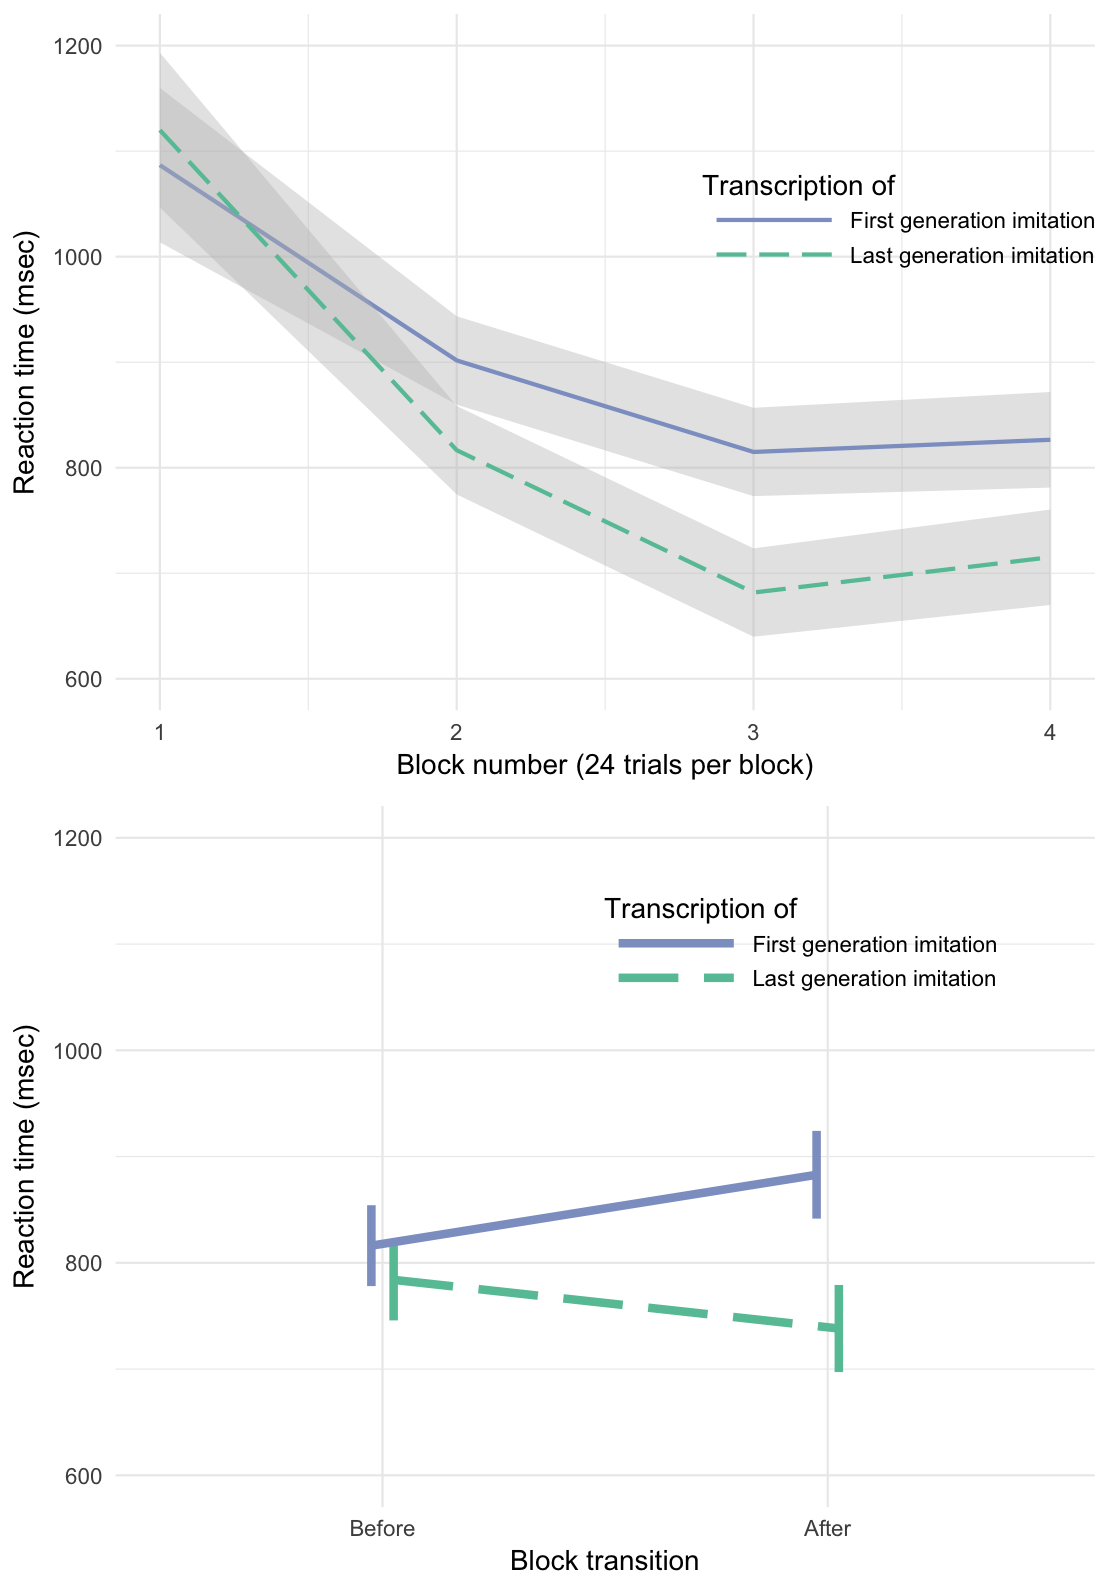 1200
1000
800
600
Reaction time (msec)
Transcription of
First generation imitation
Last generation imitation
1 2 3 4
Block number (24 trials per block)
1200
1000
800
600
Reaction time (msec)
Transcription of
First generation imitation
Last generation imitation
Before After
Block transition